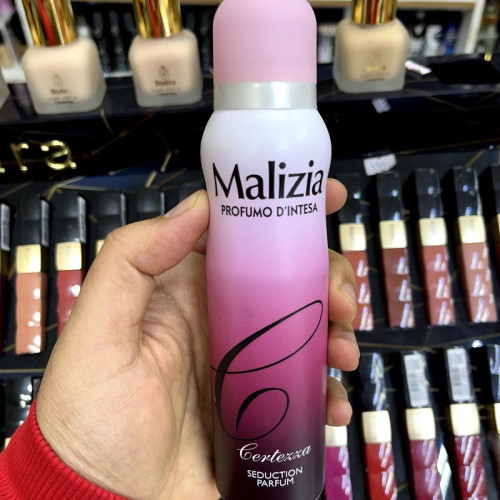 Malizia
PROFUMO D'INTESA
Certezza
SEDUCTION
PARFUM